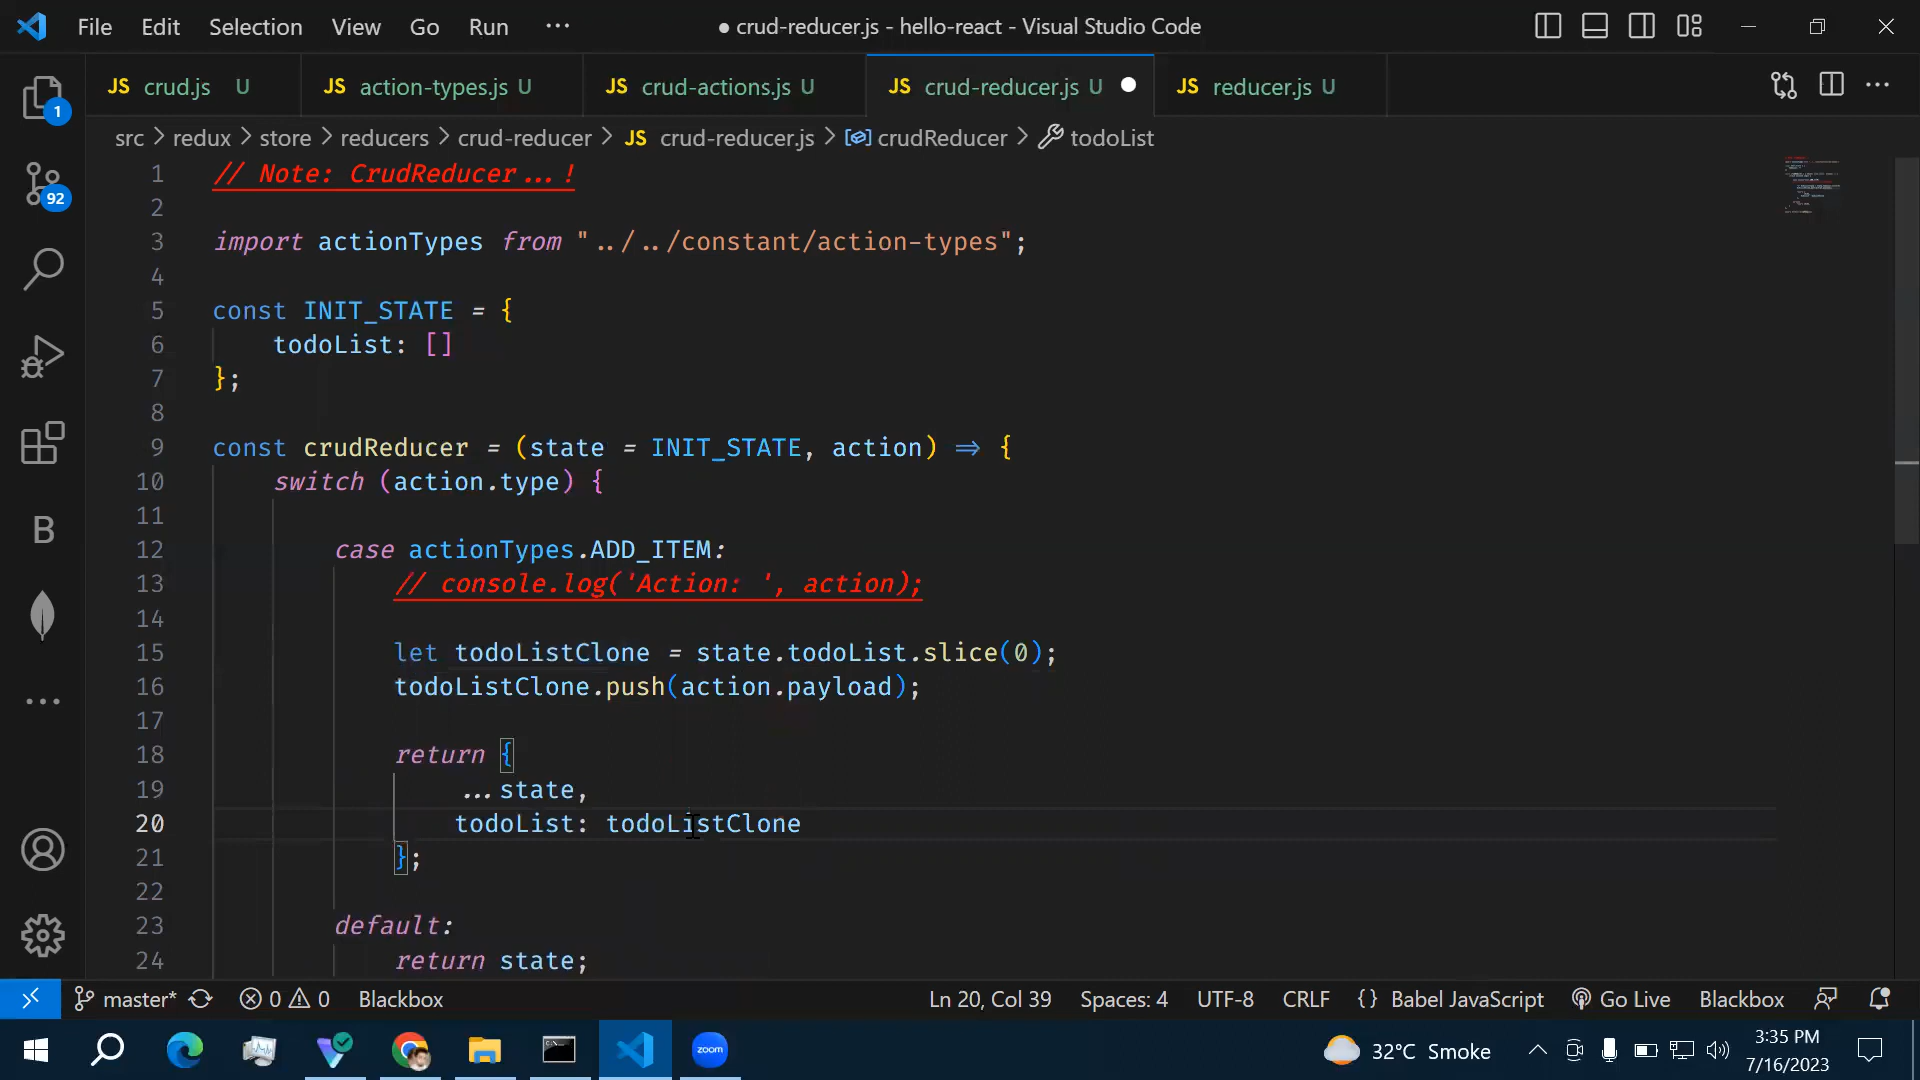 File Edit Selection View Go Run ··· ● crud-reducer.js - hello-react - Visual Studio Code
JS crud.js U JS action-types.js U JS crud-actions.js U JS crud-reducer.js U ● JS reducer.js U ···
src > redux > store > reducers > crud-reducer > JS crud-reducer.js > crudReducer > todoList
1
92
B
···
1 // Note: CrudReducer...!
2
3 import actionTypes from "../../constant/action-types";
4
5 const INIT_STATE = {
6 todoList: []
7 };
8
9 const crudReducer = (state = INIT_STATE, action) => {
10 switch (action.type) {
11
12 case actionTypes.ADD_ITEM:
13 // console.log('Action: ', action);
14
15 let todoListClone = state.todoList.slice(0);
16 todoListClone.push(action.payload);
17
18 return {
19 ...state,
20 todoList: todoListClone
21 };
22
23 default:
24 return state;
master* 0 0 Blackbox Ln 20, Col 39 Spaces: 4 UTF-8 CRLF {} Babel JavaScript Go Live Blackbox
zoom 32°C Smoke 3:35 PM
7/16/2023